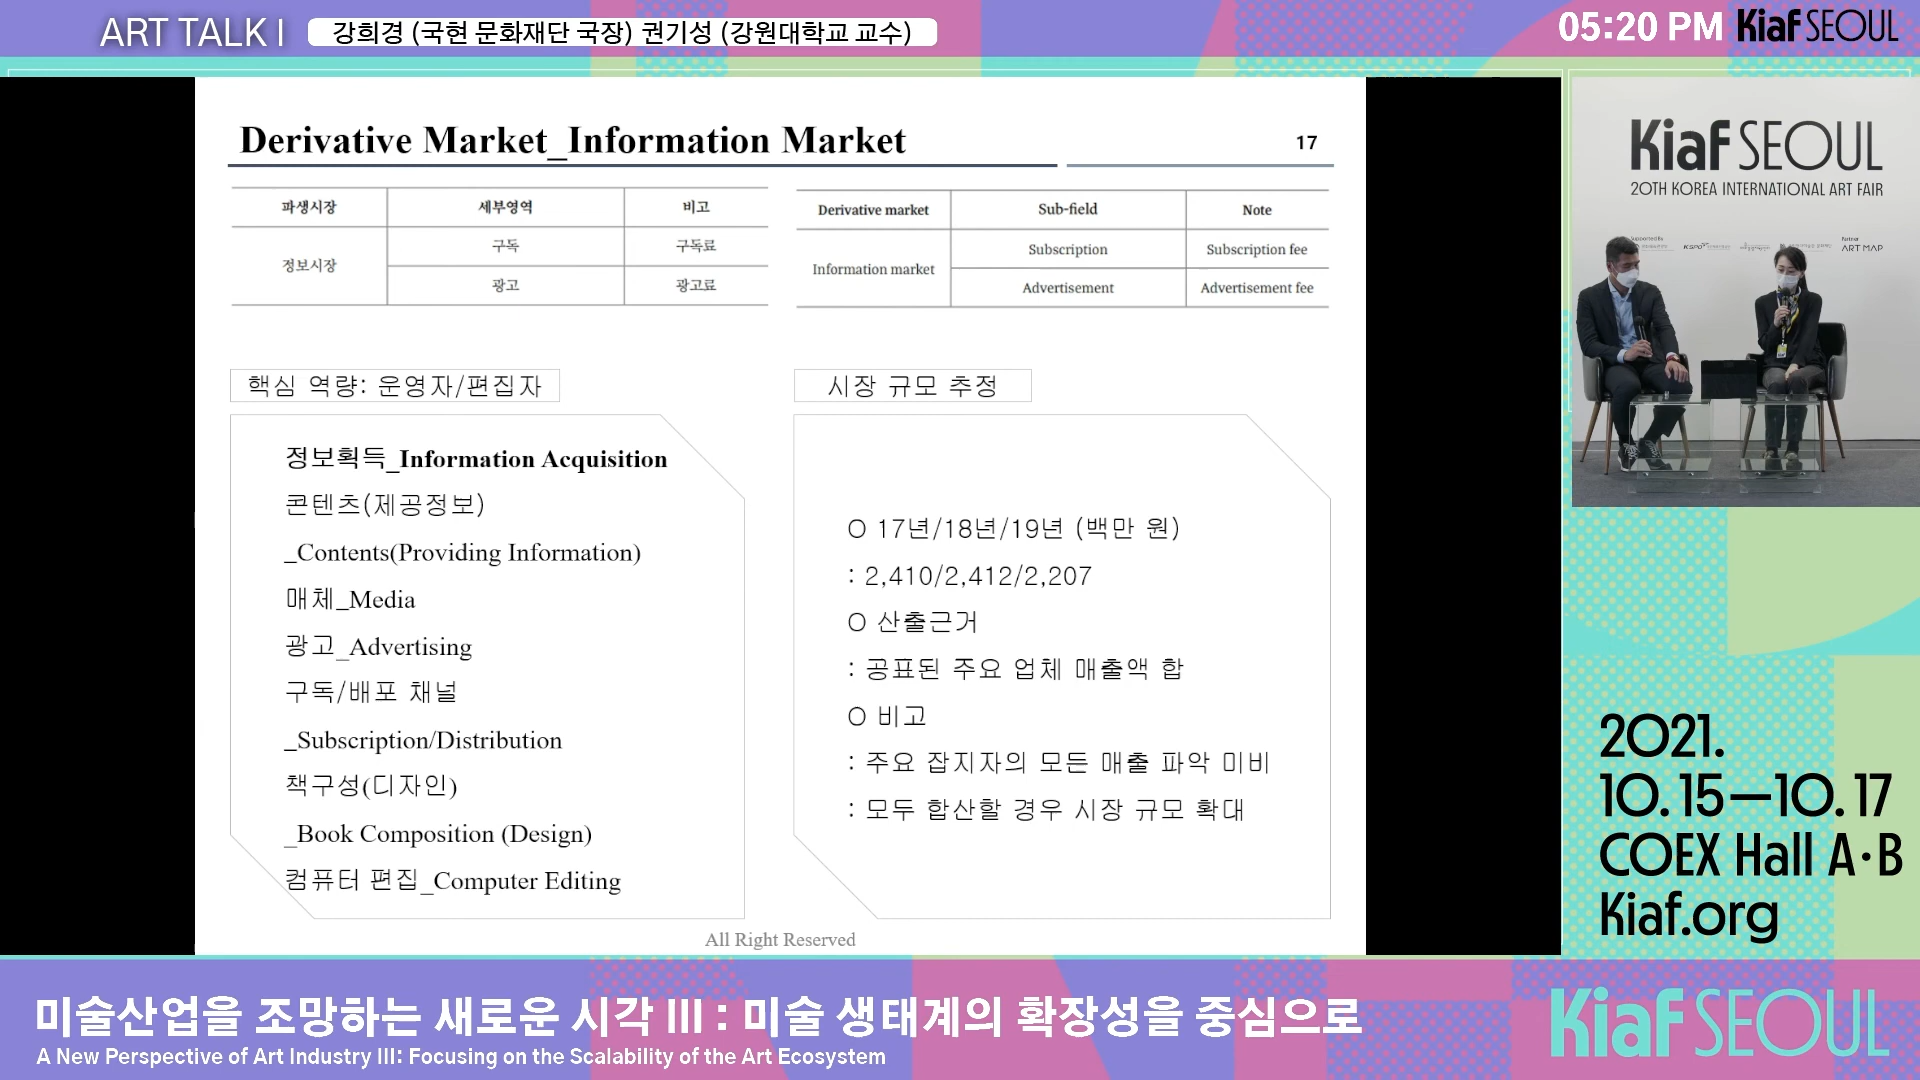 ART TALK I
강희경 (국현 문화재단 국장) 권기성 (강원대학교 교수)
05:20 PM Kiaf SEOUL
Derivative Market_Information Market
17
파생시장 세부영역 비고
정보시장
구독 구독료
광고 광고료
Derivative market Sub-field Note
Information market
Subscription Subscription fee
Advertisement Advertisement fee
핵심 역량: 운영자/편집자
정보획득_Information Acquisition
콘텐츠(제공정보)
_Contents(Providing Information)
매체_Media
광고_Advertising
구독/배포 채널
_Subscription/Distribution
책구성(디자인)
_Book Composition (Design)
컴퓨터 편집_Computer Editing
시장 규모 추정
O 17년/18년/19년 (백만 원)
: 2,410/2,412/2,207
O 산출근거
: 공표된 주요 업체 매출액 합
O 비고
: 주요 잡지자의 모든 매출 파악 미비
: 모두 합산할 경우 시장 규모 확대
All Right Reserved
Kiaf SEOUL
20TH KOREA INTERNATIONAL ART FAIR
Supported By
KSPO
Partner
ART MAP
2021.
10.15—10.17
COEX Hall A·B
Kiaf.org
미술산업을 조망하는 새로운 시각 III : 미술 생태계의 확장성을 중심으로
A New Perspective of Art Industry III: Focusing on the Scalability of the Art Ecosystem
Kiaf SEOUL